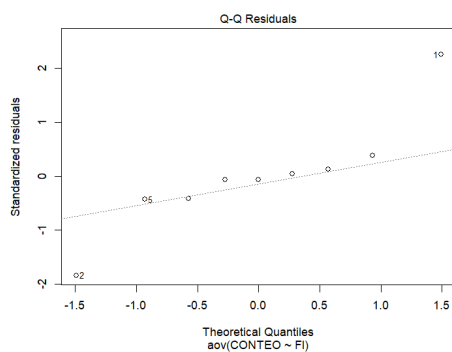 Q-Q Residuals
Standardized residuals
2
1
0
-1
-2
1
5
2
-1.5 -1.0 -0.5 0.0 0.5 1.0 1.5
Theoretical Quantiles
aov(CONTEO ~ FI)